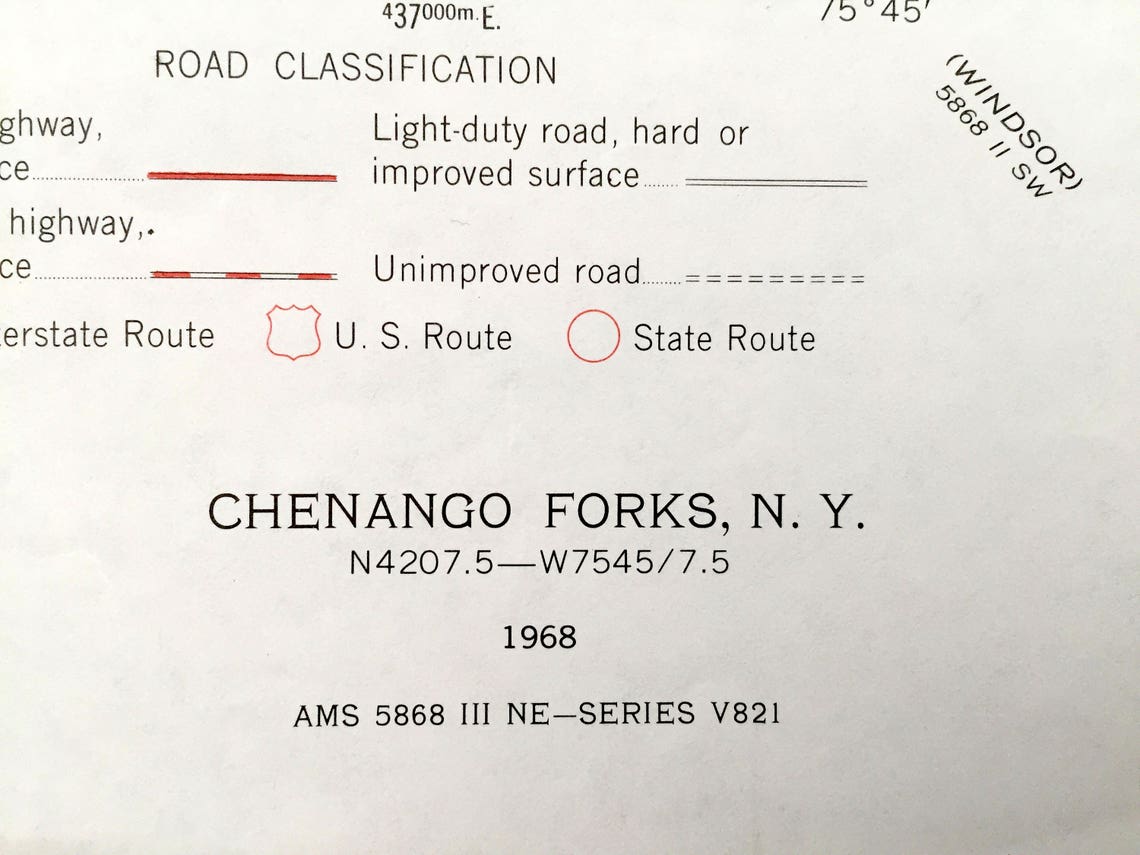 437000m.E.
75°45'
ROAD CLASSIFICATION
(WINDSOR)
5868 II SW
ghway,
Light-duty road, hard or
ce
improved surface
highway,.
ce
Unimproved road
erstate Route
U. S. Route
State Route
CHENANGO FORKS, N. Y.
N4207.5—W7545/7.5
1968
AMS 5868 III NE—SERIES V821